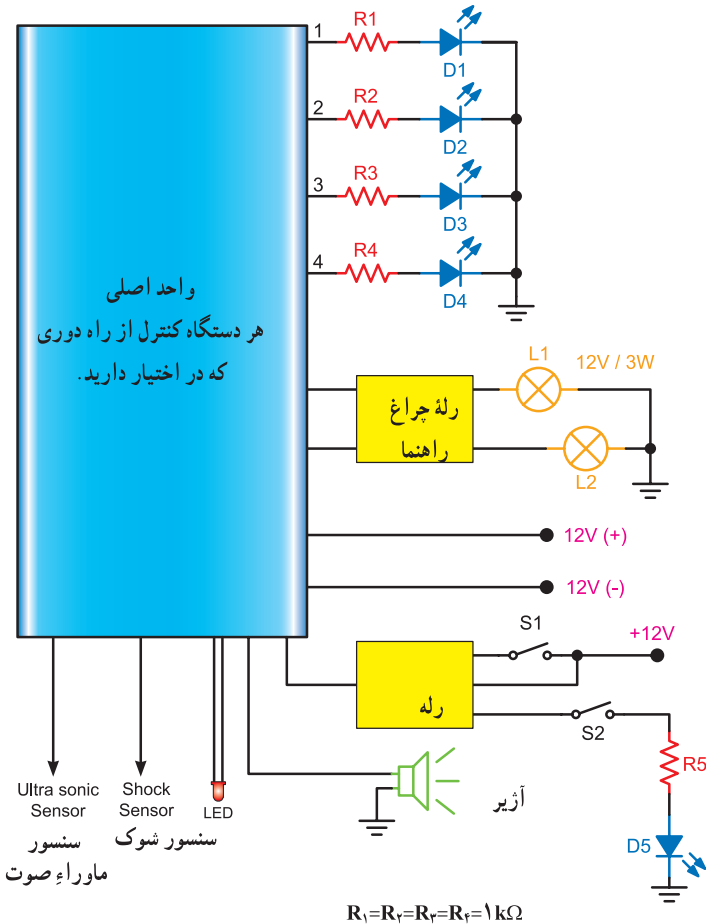 1
R1
D1
2
R2
D2
3
R3
D3
4
R4
D4
واحد اصلی
هر دستگاه کنترل از راه دوری
که در اختیار دارید.
رلهٔ چراغ
راهنما
L1
12V / 3W
L2
12V (+)
12V (-)
S1
+12V
رله
S2
R5
D5
آژیر
Ultra sonic
Sensor
سنسور
ماوراءِ صوت
Shock
Sensor
سنسور شوک
LED
R۱=R۲=R۳=R۴=۱kΩ